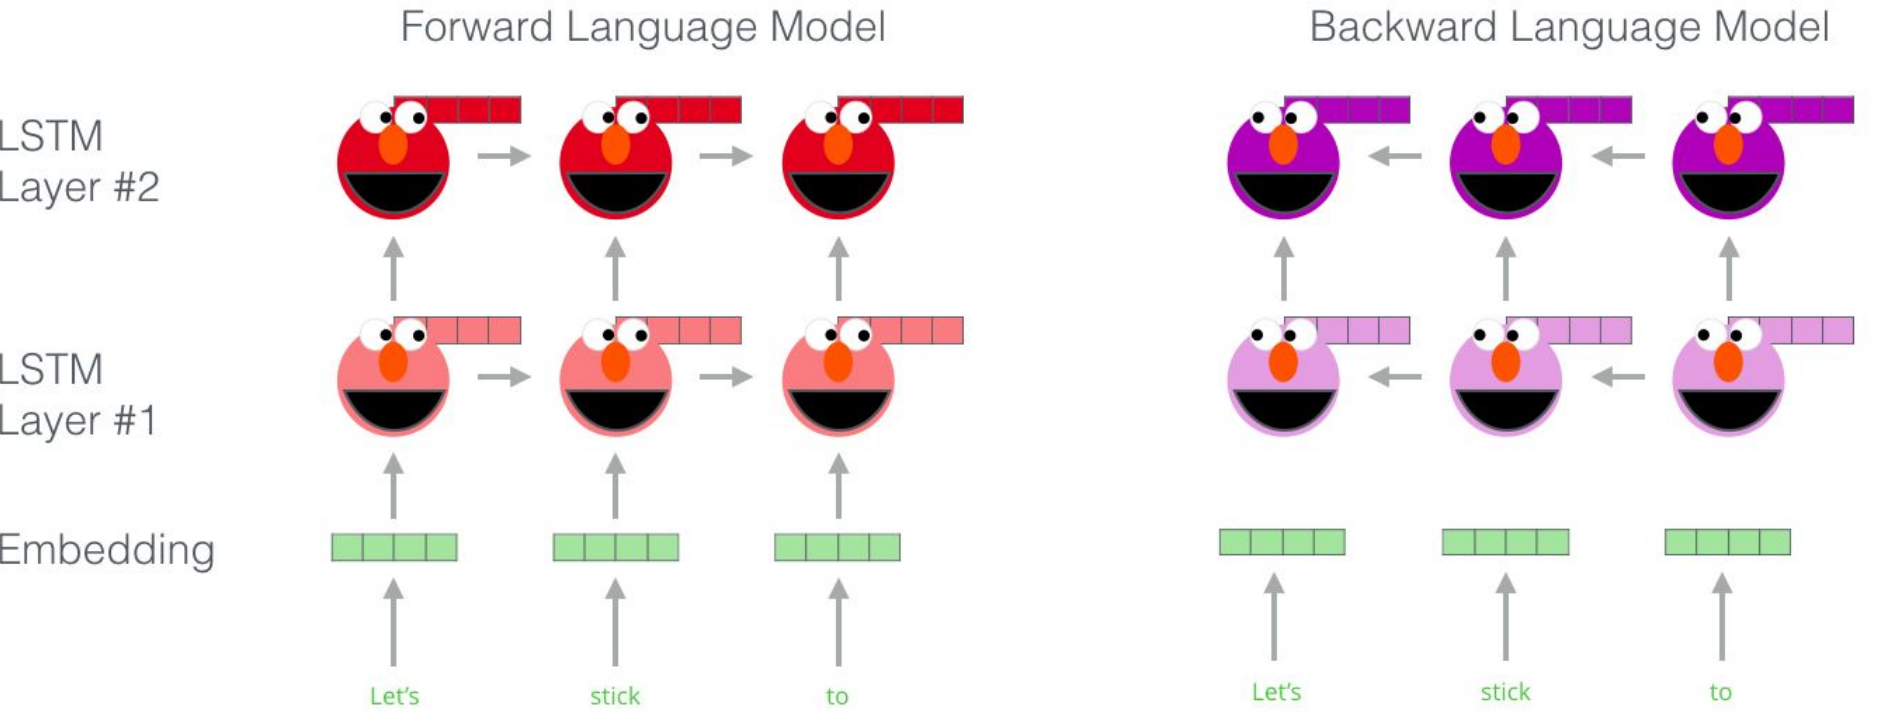 Forward Language Model
Backward Language Model
LSTM
Layer #2
LSTM
Layer #1
Embedding
Let's
stick
to
Let's
stick
to